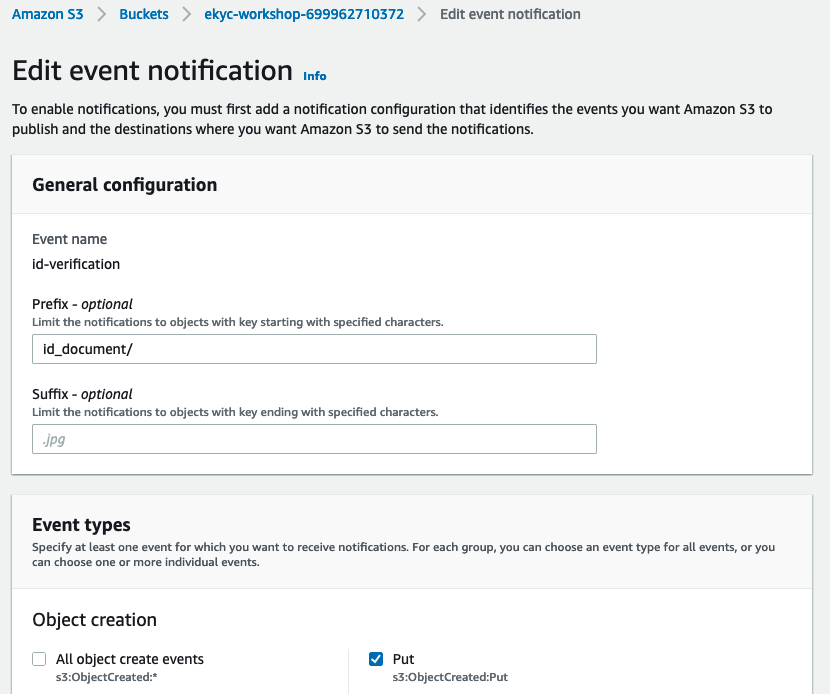 Amazon S3 > Buckets > ekyc-workshop-699962710372 > Edit event notification
Edit event notification Info
To enable notifications, you must first add a notification configuration that identifies the events you want Amazon S3 to
publish and the destinations where you want Amazon S3 to send the notifications.
General configuration
Event name
id-verification
Prefix - optional
Limit the notifications to objects with key starting with specified characters.
id_document/
Suffix - optional
Limit the notifications to objects with key ending with specified characters.
.jpg
Event types
Specify at least one event for which you want to receive notifications. For each group, you can choose an event type for all events, or you
can choose one or more individual events.
Object creation
All object create events
s3:ObjectCreated:*
Put
s3:ObjectCreated:Put